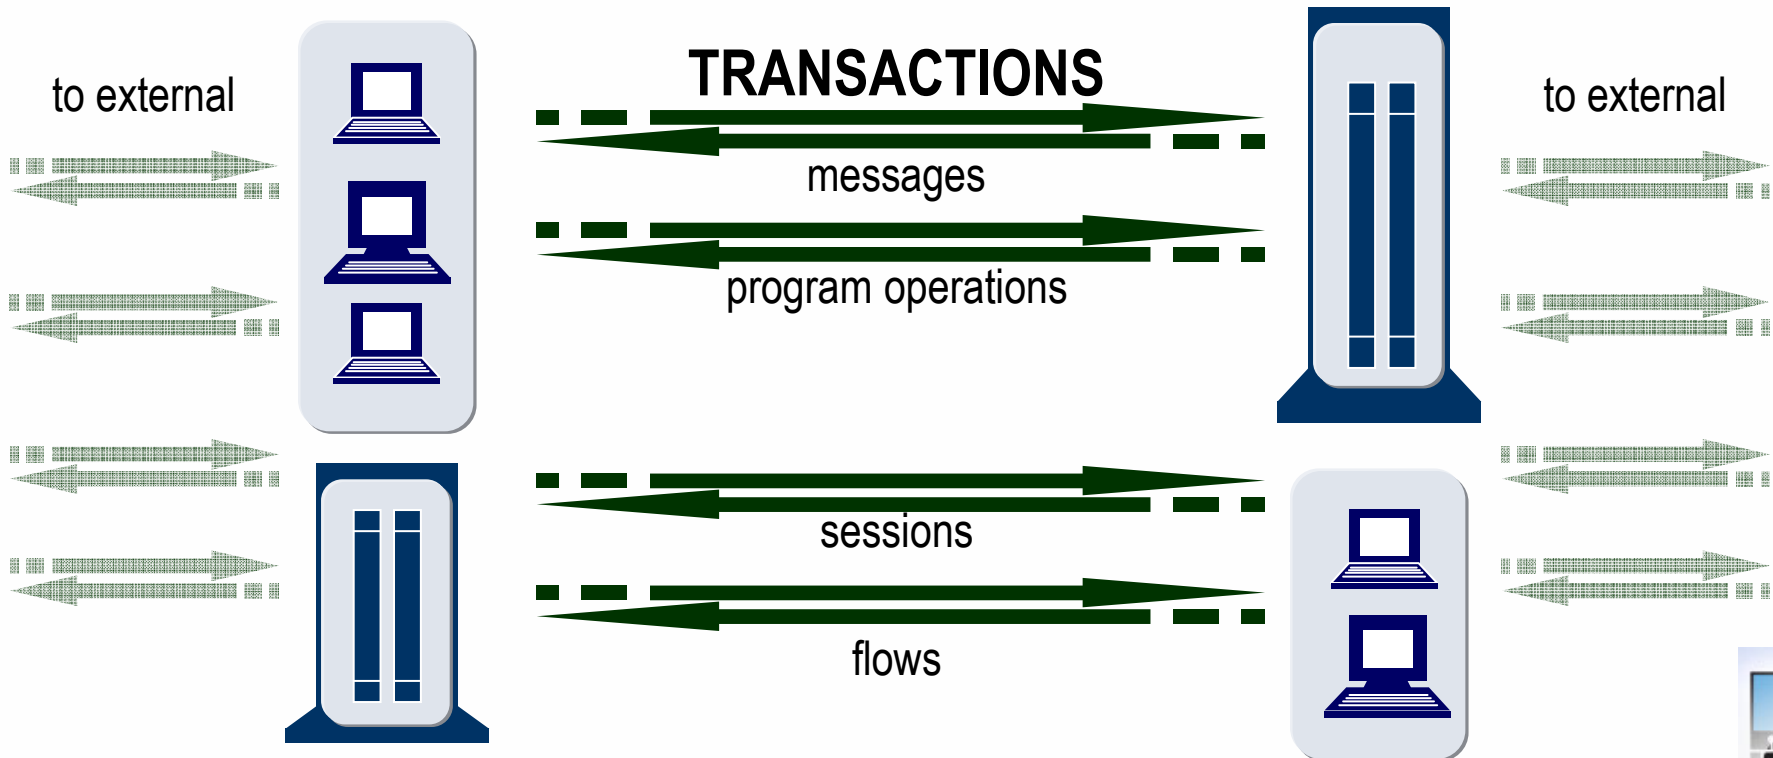 TRANSACTIONS
to external
to external
messages
program operations
sessions
flows